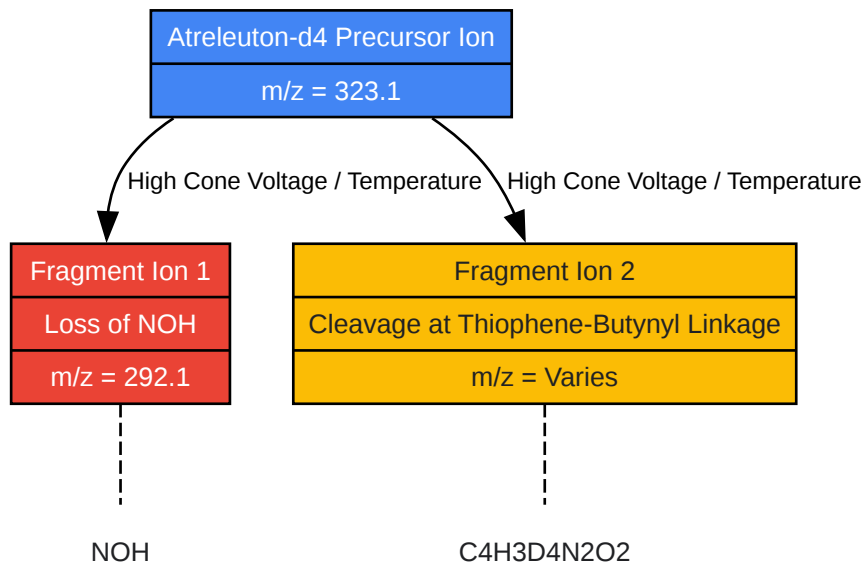 Atreleuton-d4 Precursor Ion
m/z = 323.1
High Cone Voltage / Temperature
High Cone Voltage / Temperature
Fragment Ion 1
Loss of NOH
m/z = 292.1
Fragment Ion 2
Cleavage at Thiophene-Butynyl Linkage
m/z = Varies
NOH
C4H3D4N2O2